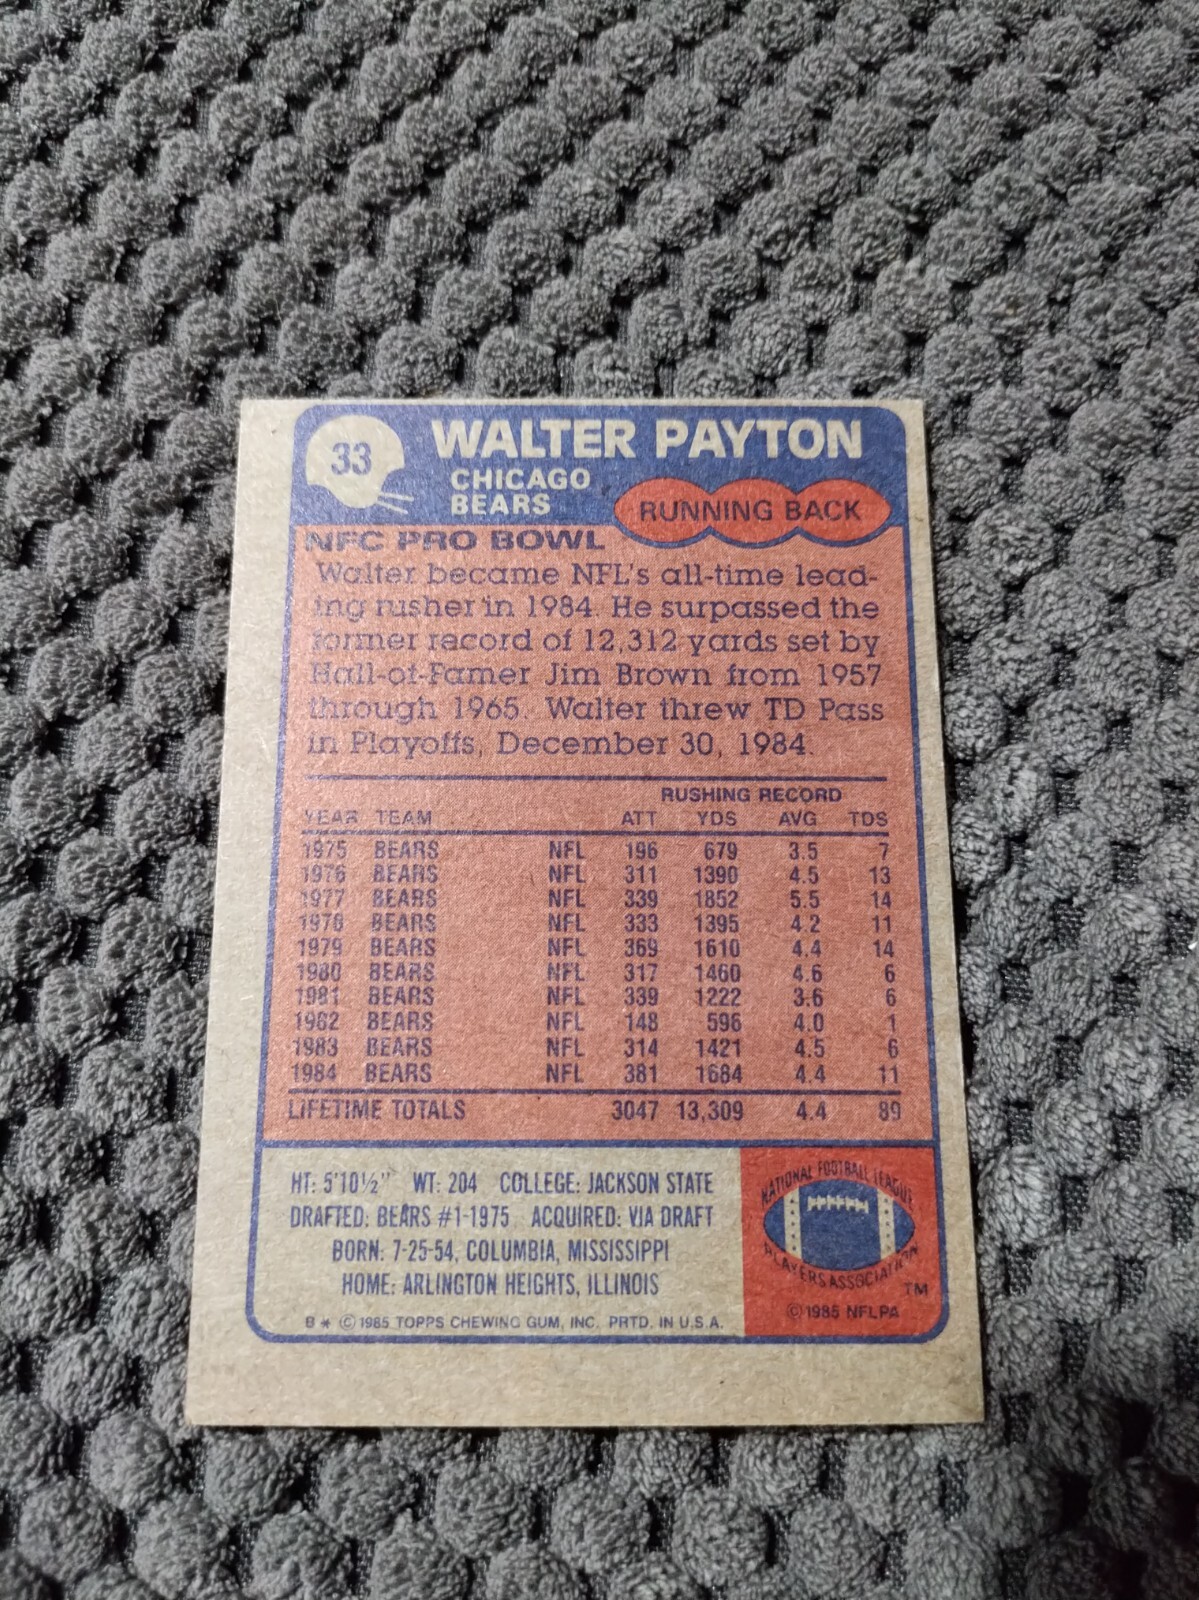 33
WALTER PAYTON
CHICAGO
BEARS
RUNNING BACK
NFC PRO BOWL
Walter became NFL's all-time lead-
ing rusher in 1984. He surpassed the
former record of 12,312 yards set by
Hall-of-Famer Jim Brown from 1957
through 1965. Walter threw TD Pass
in Playoffs, December 30, 1984.
RUSHING RECORD
YEAR TEAM ATT YDS AVG TDS
1975 BEARS NFL 196 679 3.5 7
1976 BEARS NFL 311 1390 4.5 13
1977 BEARS NFL 339 1852 5.5 14
1978 BEARS NFL 333 1395 4.2 11
1979 BEARS NFL 369 1610 4.4 14
1980 BEARS NFL 317 1460 4.6 6
1981 BEARS NFL 339 1222 3.6 6
1982 BEARS NFL 148 596 4.0 1
1983 BEARS NFL 314 1421 4.5 6
1984 BEARS NFL 381 1684 4.4 11
LIFETIME TOTALS 3047 13,309 4.4 89
HT: 5'10½" WT: 204 COLLEGE: JACKSON STATE
DRAFTED: BEARS #1-1975 ACQUIRED: VIA DRAFT
BORN: 7-25-54, COLUMBIA, MISSISSIPPI
HOME: ARLINGTON HEIGHTS, ILLINOIS
B * © 1985 TOPPS CHEWING GUM, INC. PRTD. IN U.S.A.
NATIONAL FOOTBALL LEAGUE
PLAYERS ASSOCIATION
TM
© 1985 NFLPA